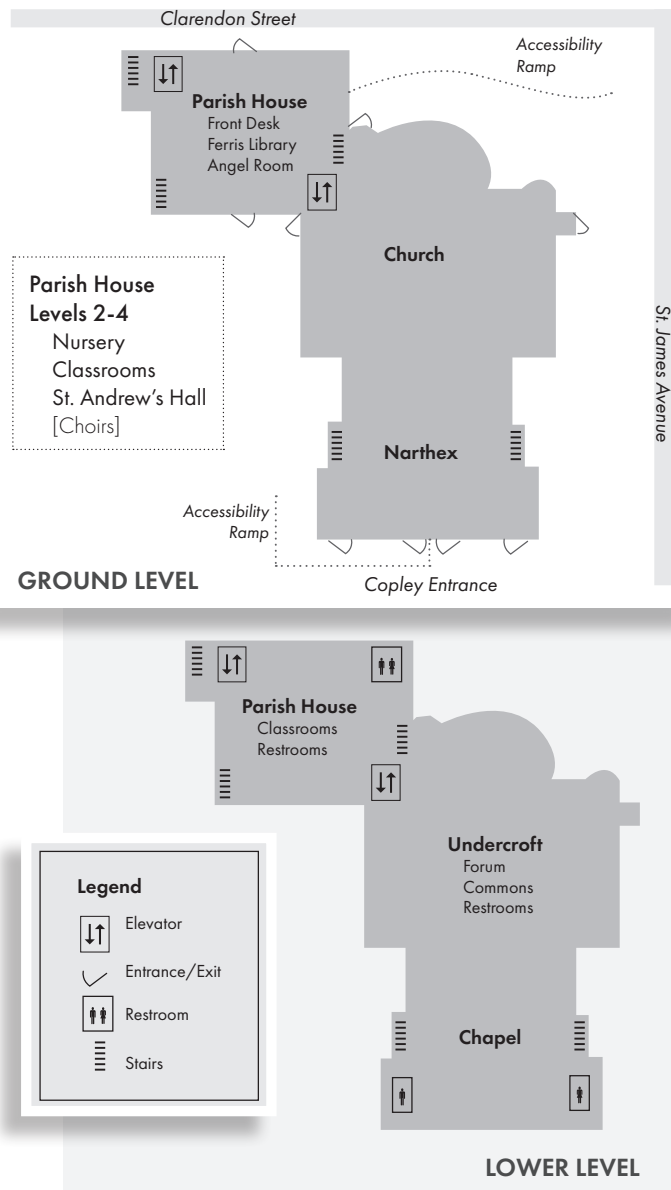 Clarendon Street
Accessibility
Ramp
Parish House
Front Desk
Ferris Library
Angel Room
Church
Parish House
Levels 2-4
Nursery
Classrooms
St. Andrew's Hall
[Choirs]
St. James Avenue
Narthex
Accessibility
Ramp
GROUND LEVEL
Copley Entrance
Parish House
Classrooms
Restrooms
Undercroft
Forum
Commons
Restrooms
Legend
Elevator
Entrance/Exit
Restroom
Stairs
Chapel
LOWER LEVEL